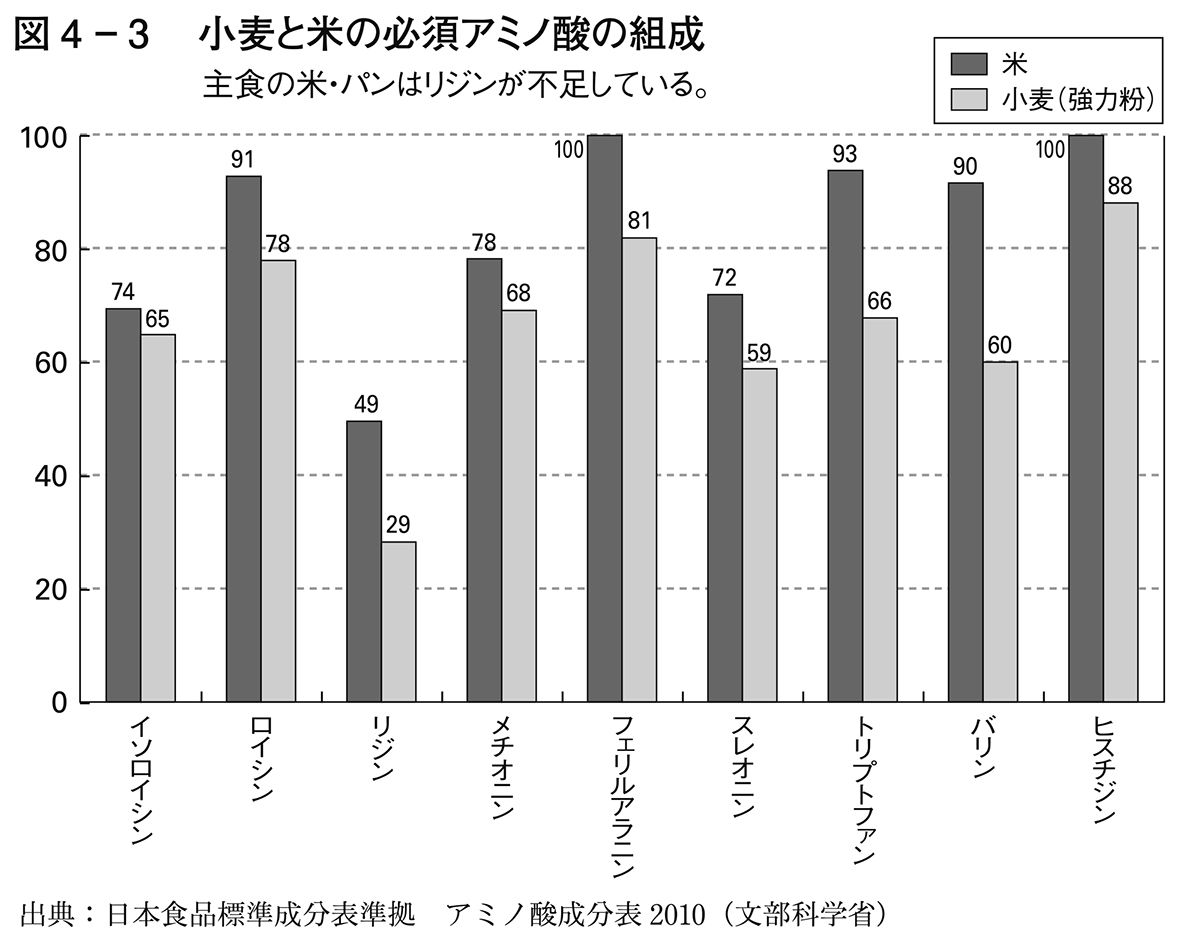 図4-3　小麦と米の必須アミノ酸の組成
主食の米・パンはリジンが不足している。
米
小麦（強力粉）
100
80
60
40
20
0
74
65
91
78
49
29
78
68
100
81
72
59
93
66
90
60
100
88
イソロイシン
ロイシン
リジン
メチオニン
フェリルアラニン
スレオニン
トリプトファン
バリン
ヒスチジン
出典：日本食品標準成分表準拠　アミノ酸成分表2010（文部科学省）